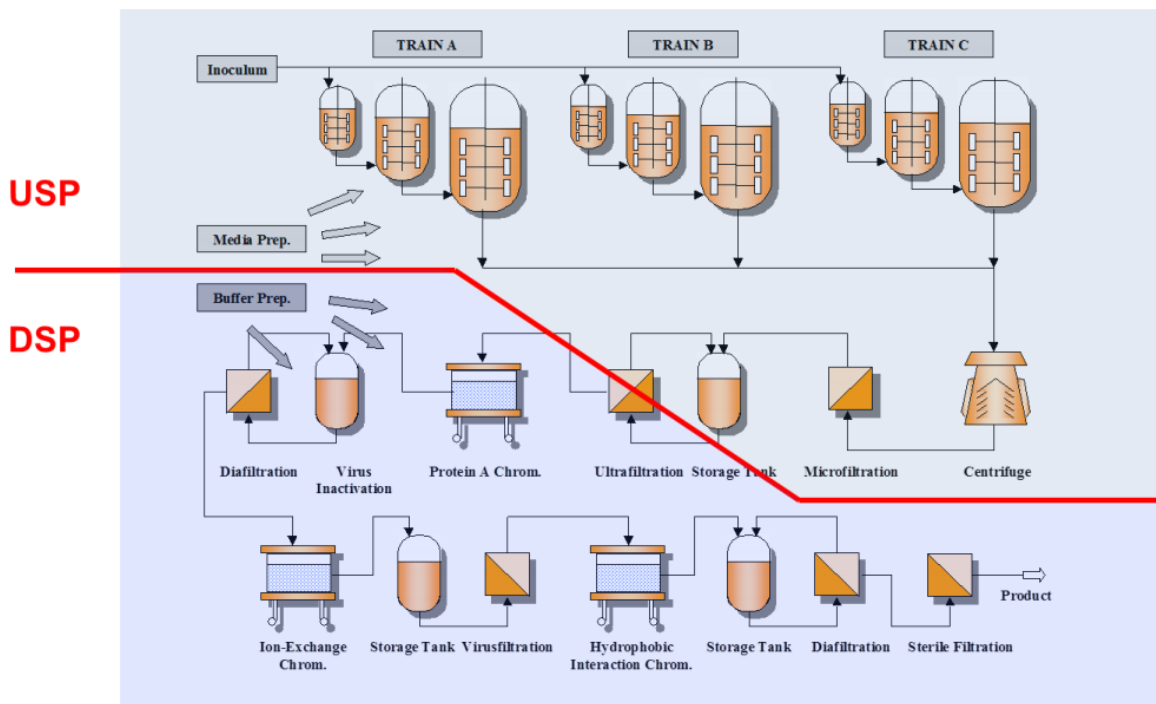 TRAIN A
TRAIN B
TRAIN C
Inoculum
USP
Media Prep.
Buffer Prep.
DSP
Diafiltration
Virus
Inactivation
Protein A Chrom.
Ultrafiltration
Storage Tank
Microfiltration
Centrifuge
Product
Ion-Exchange
Chrom.
Storage Tank
Virusfiltration
Hydrophobic
Interaction Chrom.
Storage Tank
Diafiltration
Sterile Filtration